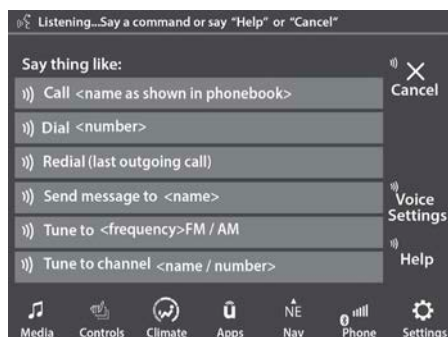 Listening...Say a command or say “Help” or “Cancel”
Say thing like:
Call <name as shown in phonebook>
Dial <number>
Redial (last outgoing call)
Send message to <name>
Tune to <frequency>FM / AM
Tune to channel <name / number>
Cancel
Voice
Settings
Help
NE
Media Controls Climate Apps Nav Phone Settings